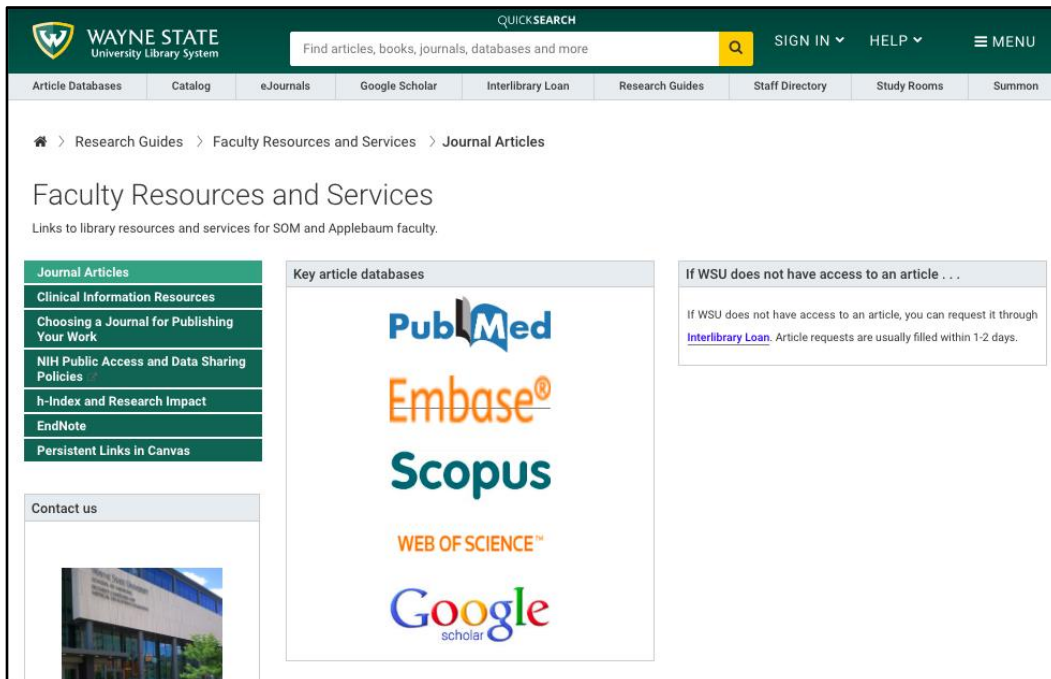 WAYNE STATE
University Library System
QUICKSEARCH
Find articles, books, journals, databases and more
SIGN IN
HELP
MENU
Article Databases
Catalog
eJournals
Google Scholar
Interlibrary Loan
Research Guides
Staff Directory
Study Rooms
Summon
Research Guides > Faculty Resources and Services > Journal Articles
Faculty Resources and Services
Links to library resources and services for SOM and Applebaum faculty.
Journal Articles
Clinical Information Resources
Choosing a Journal for Publishing
Your Work
NIH Public Access and Data Sharing
Policies
h-Index and Research Impact
EndNote
Persistent Links in Canvas
Contact us
Key article databases
PubMed
Embase®
Scopus
WEB OF SCIENCE™
Google
scholar
If WSU does not have access to an article . . .
If WSU does not have access to an article, you can request it through
Interlibrary Loan. Article requests are usually filled within 1-2 days.